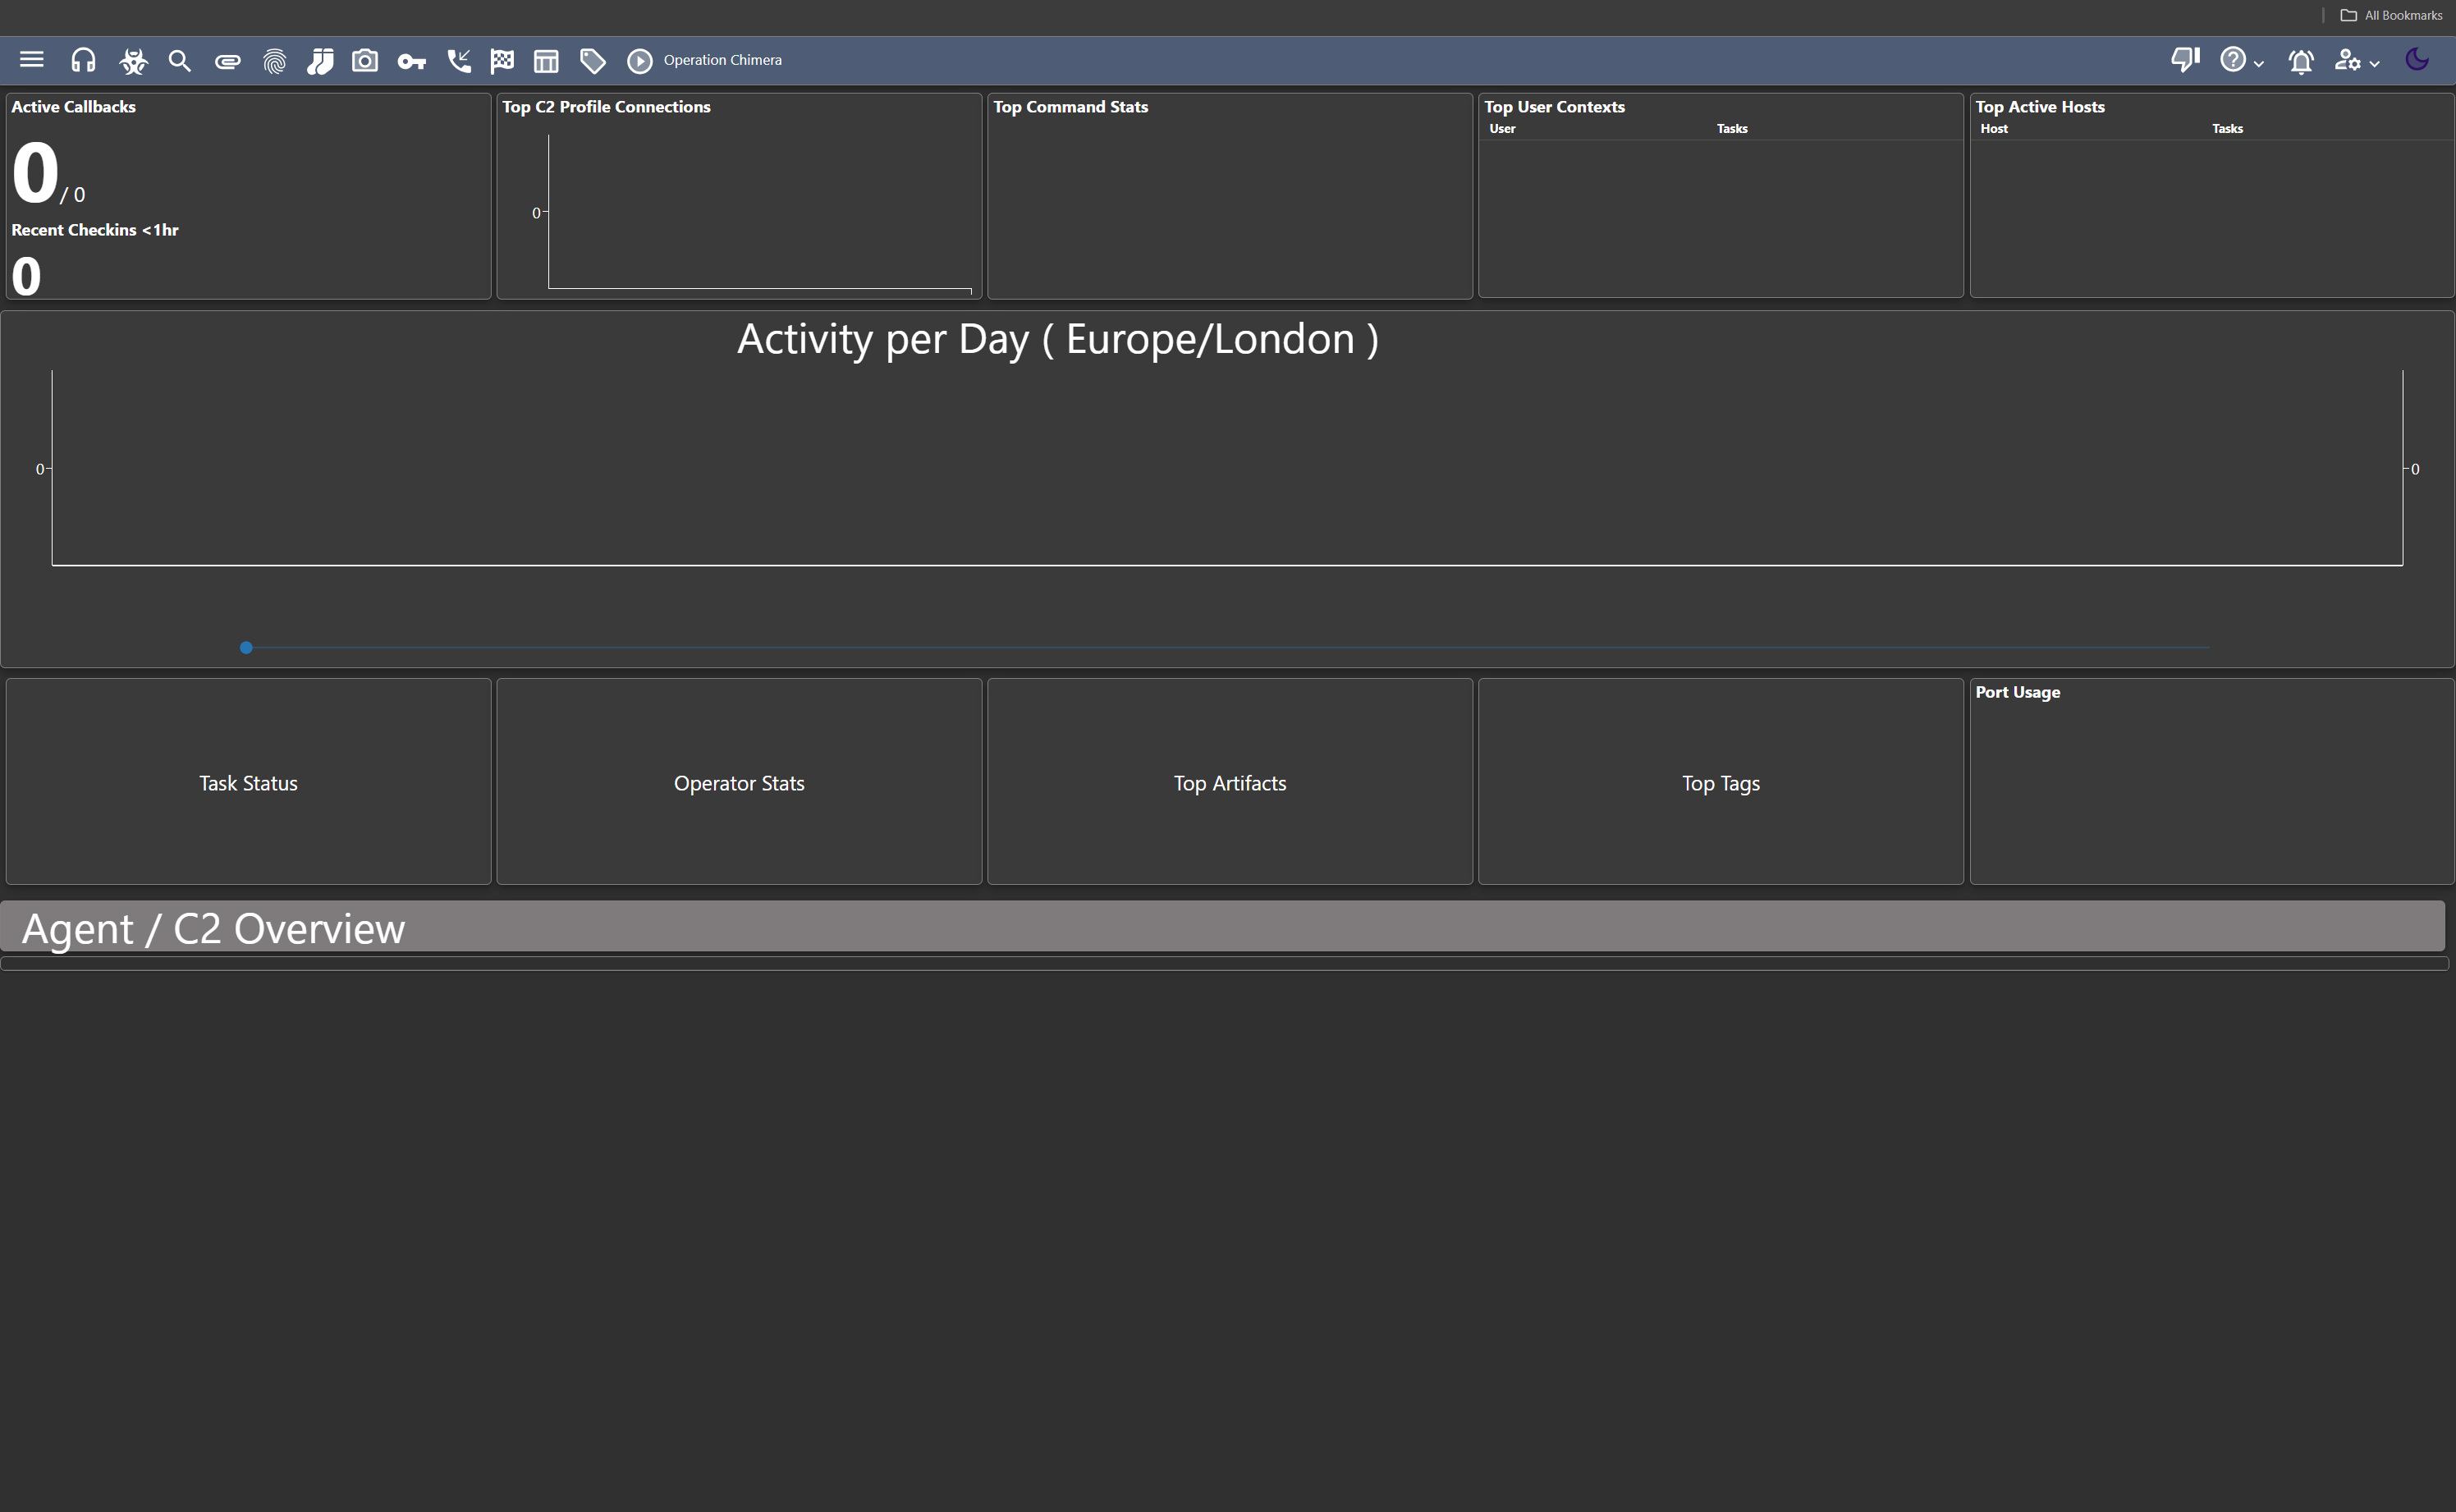 All Bookmarks
Operation Chimera
Active Callbacks
0 / 0
Recent Checkins <1hr
0
Top C2 Profile Connections
0
Top Command Stats
Top User Contexts
User Tasks
Top Active Hosts
Host Tasks
Activity per Day ( Europe/London )
0 0
Task Status
Operator Stats
Top Artifacts
Top Tags
Port Usage
Agent / C2 Overview